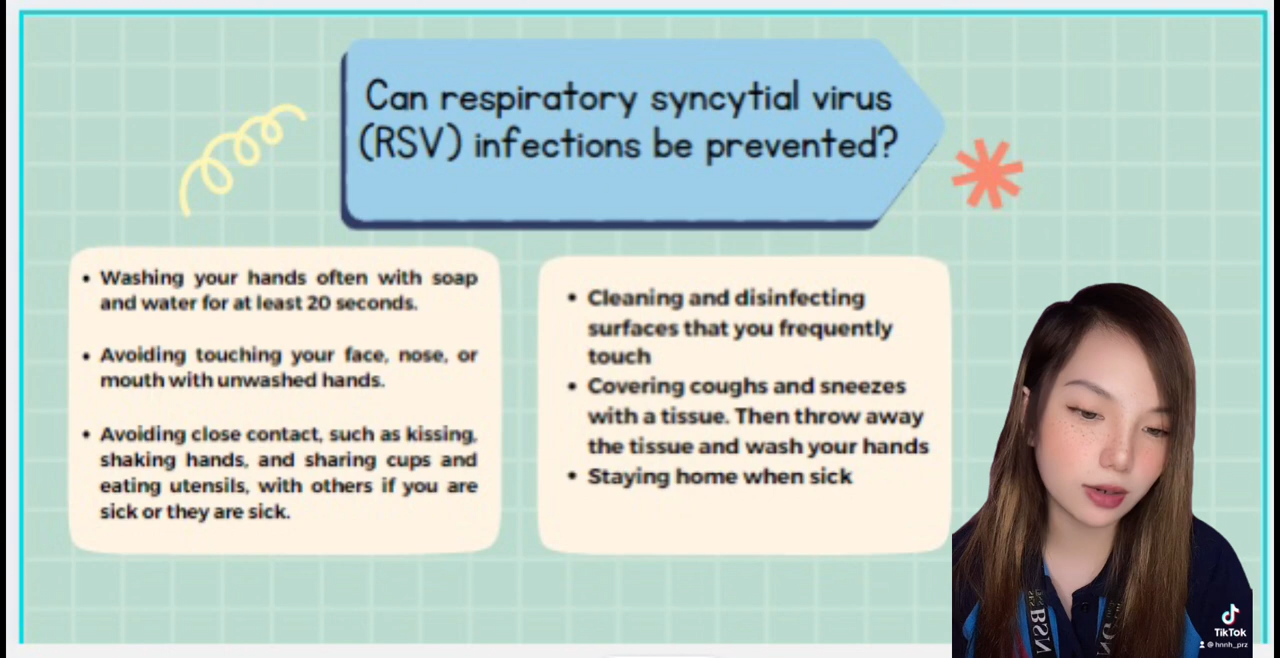 Can respiratory syncytial virus
(RSV) infections be prevented?
• Washing your hands often with soap
and water for at least 20 seconds.
• Avoiding touching your face, nose, or
mouth with unwashed hands.
• Avoiding close contact, such as kissing,
shaking hands, and sharing cups and
eating utensils, with others if you are
sick or they are sick.
• Cleaning and disinfecting
surfaces that you frequently
touch
• Covering coughs and sneezes
with a tissue. Then throw away
the tissue and wash your hands
• Staying home when sick
BSN
TikTok
@hnnh_prz